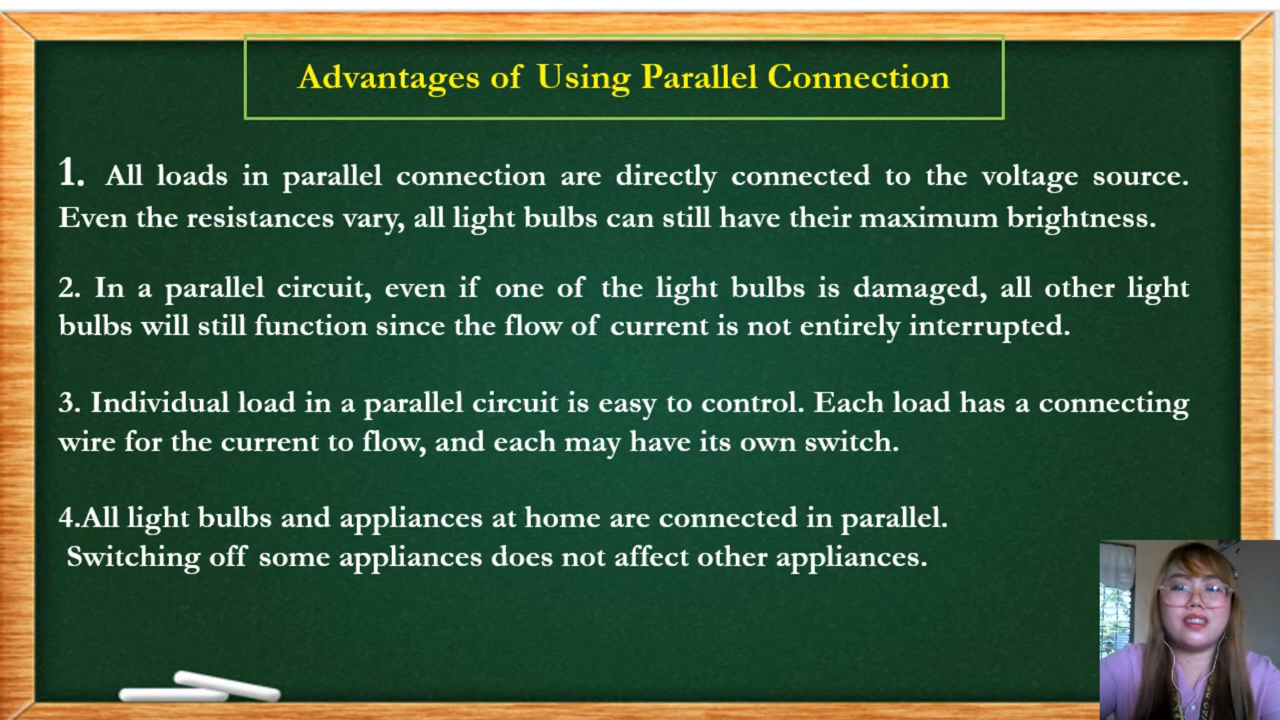 Advantages of Using Parallel Connection
1. All loads in parallel connection are directly connected to the voltage source.
Even the resistances vary, all light bulbs can still have their maximum brightness.
2. In a parallel circuit, even if one of the light bulbs is damaged, all other light
bulbs will still function since the flow of current is not entirely interrupted.
3. Individual load in a parallel circuit is easy to control. Each load has a connecting
wire for the current to flow, and each may have its own switch.
4.All light bulbs and appliances at home are connected in parallel.
Switching off some appliances does not affect other appliances.